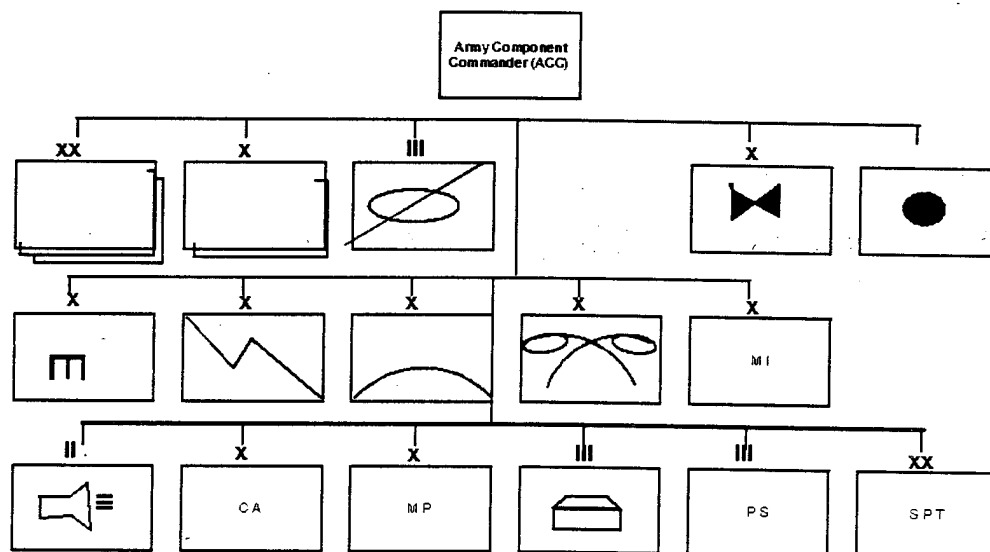 Army Component
Commander (ACC)
XX X III X
X X X X X
MI
II X X III III XX
CA MP PS SPT